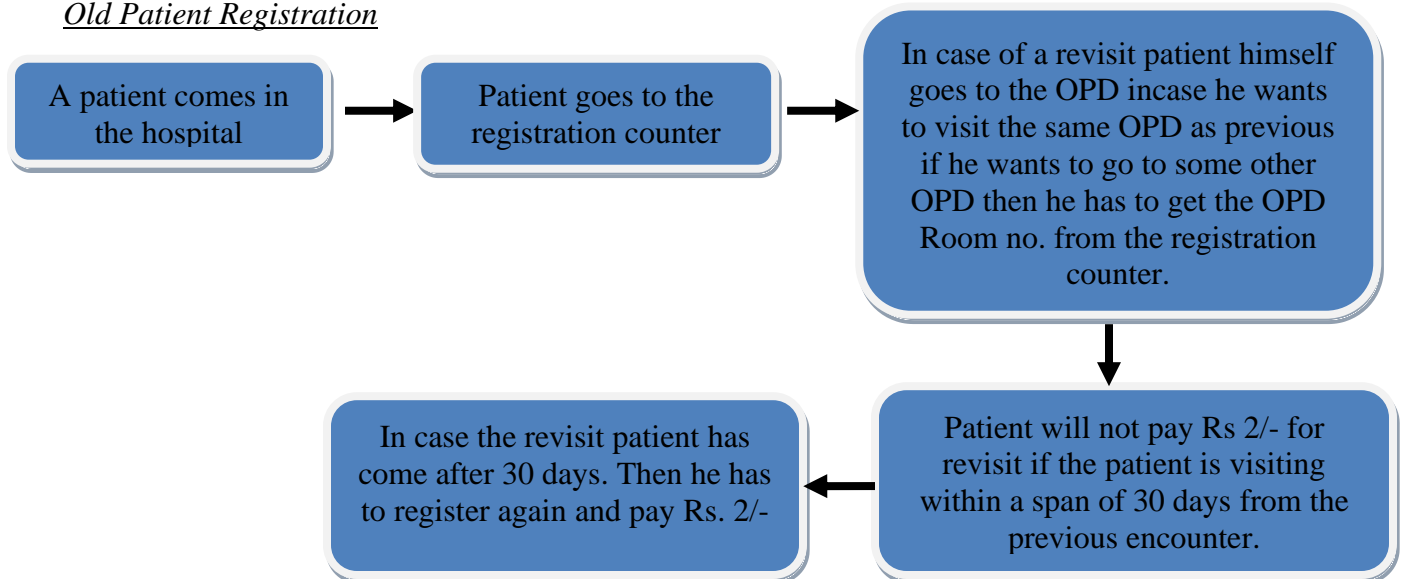 Old Patient Registration
A patient comes in
the hospital
Patient goes to the
registration counter
In case of a revisit patient himself
goes to the OPD incase he wants
to visit the same OPD as previous
if he wants to go to some other
OPD then he has to get the OPD
Room no. from the registration
counter.
Patient will not pay Rs 2/- for
revisit if the patient is visiting
within a span of 30 days from the
previous encounter.
In case the revisit patient has
come after 30 days. Then he has
to register again and pay Rs. 2/-